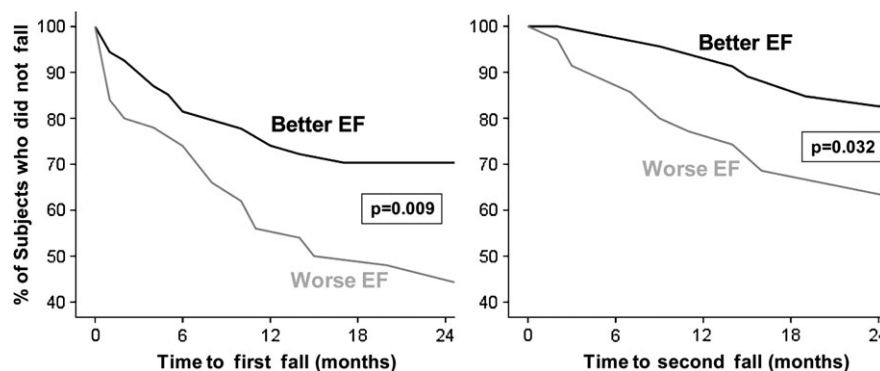 % of Subjects who did not fall
100
90
80
70
60
50
40
Better EF
p=0.009
Worse EF
0
6
12
18
24
Time to first fall (months)
100
90
80
70
60
50
40
Better EF
p=0.032
Worse EF
0
6
12
18
24
Time to second fall (months)